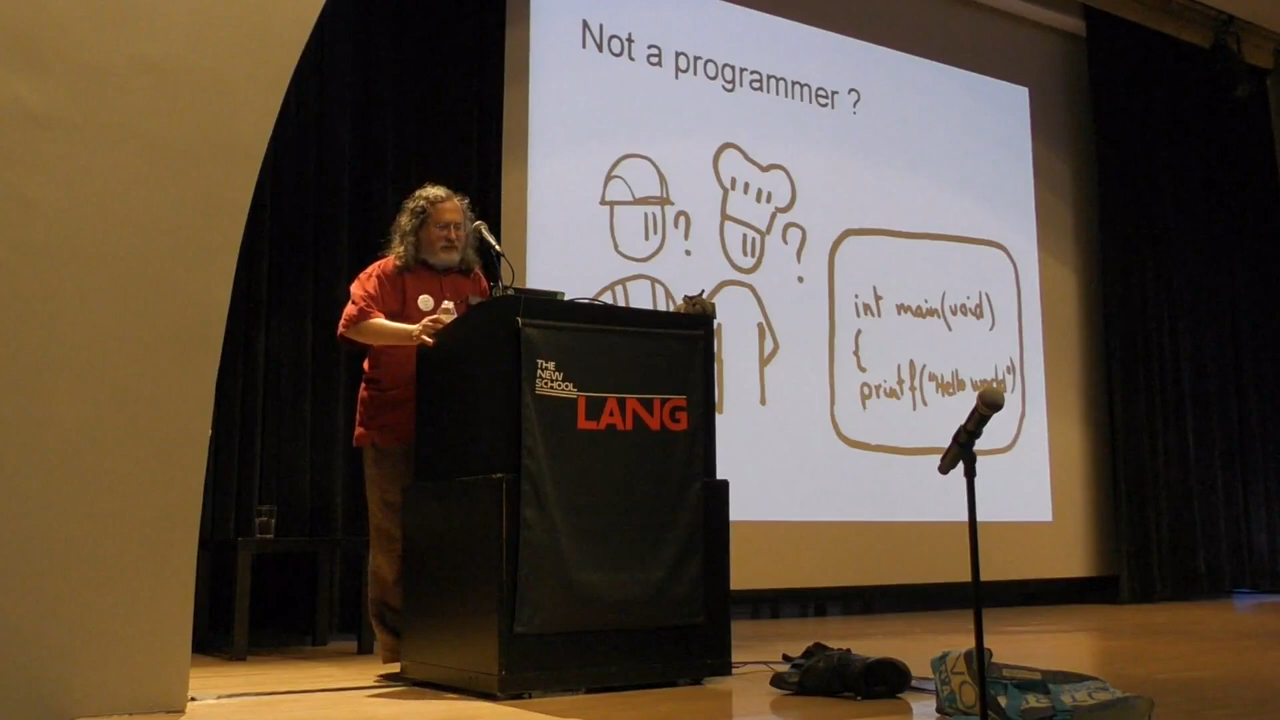 Not a programmer ?
?
?
int main(void)
{
printf("Hello world")
THE
NEW
SCHOOL
LANG